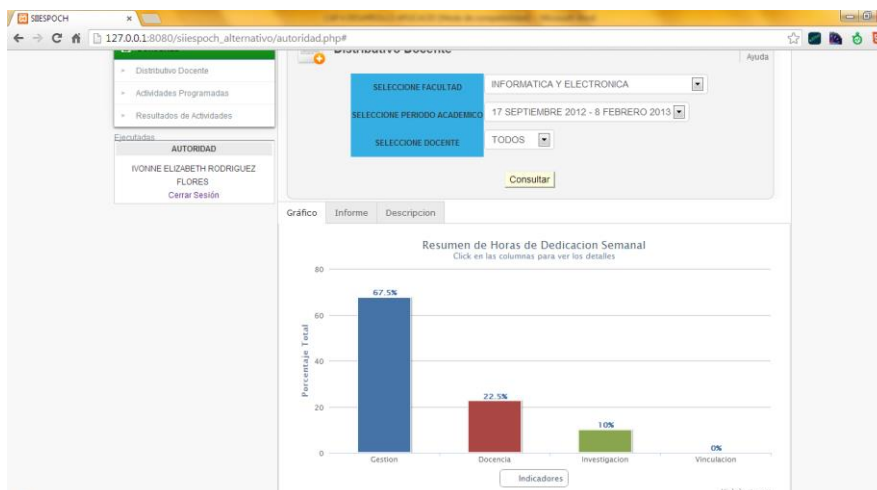 SIIESPOCH
127.0.0.1:8080/siiespoch_alternativo/autoridad.php#
Distributivo Docente
Ayuda
Distributivo Docente
Actividades Programadas
Resultados de Actividades
Ejecutadas
AUTORIDAD
IVONNE ELIZABETH RODRIGUEZ
FLORES
Cerrar Sesión
SELECCIONE FACULTAD
INFORMATICA Y ELECTRONICA
SELECCIONE PERIODO ACADEMICO
17 SEPTIEMBRE 2012 - 8 FEBRERO 2013
SELECCIONE DOCENTE
TODOS
Consultar
Gráfico Informe Descripcion
Resumen de Horas de Dedicacion Semanal
Click en las columnas para ver los detalles
Porcentaje Total
80
60
40
20
0
67.5%
22.5%
10%
0%
Gestion Docencia Investigacion Vinculacion
Indicadores